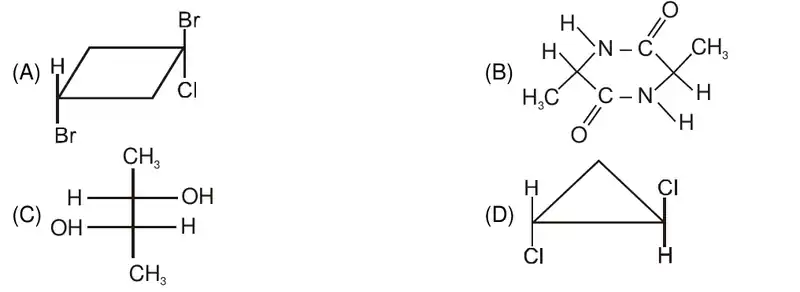 (A) H Br
Cl
Br
(B) H N – C O
H CH₃
H₃C C – N H
O H
(C) CH₃
H OH
OH H
CH₃
(D) H Cl
Cl H